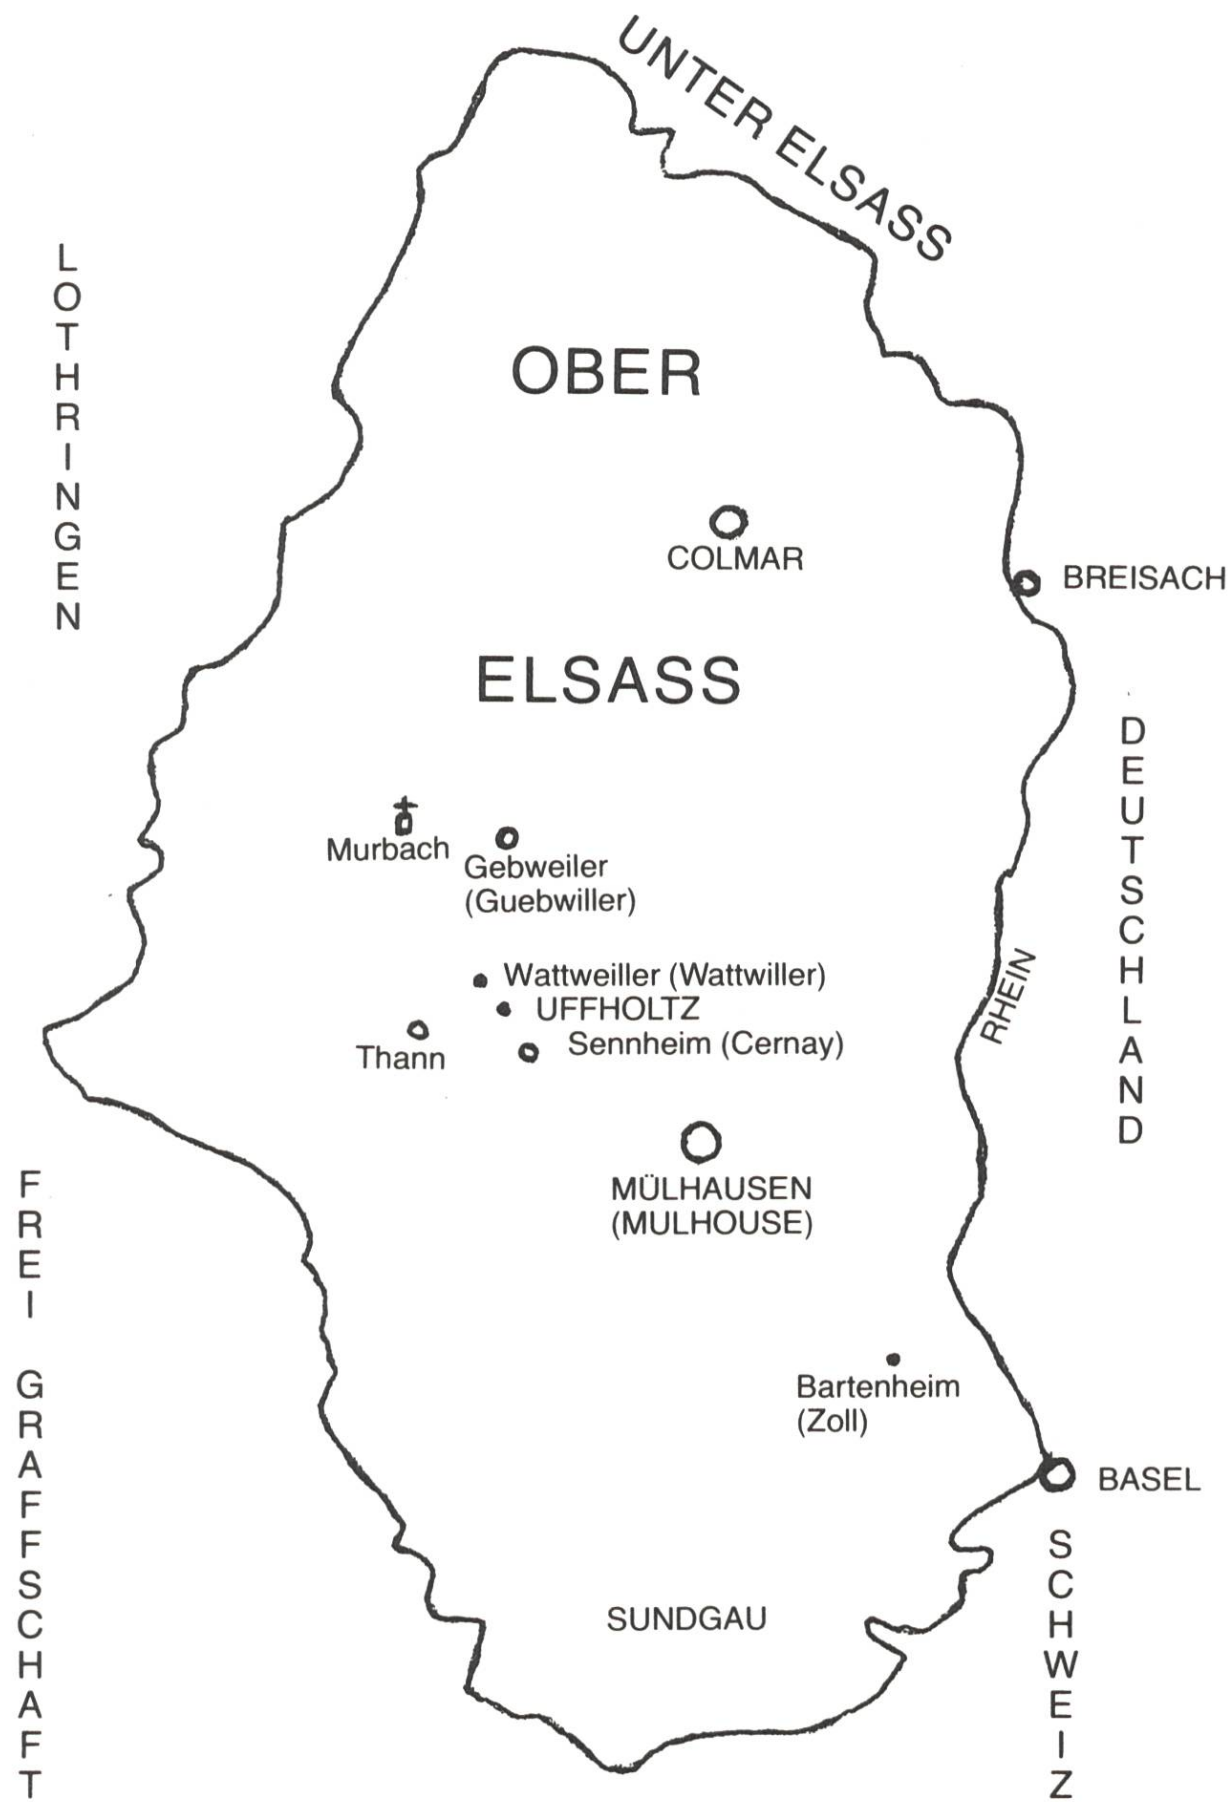 UNTER ELSASS
LOTHRINGEN
OBER
COLMAR
BREISACH
ELSASS
DEUTSCHLAND
Murbach
Gebweiler
(Guebwiller)
Wattweiller (Wattwiller)
UFFHOLTZ
Sennheim (Cernay)
Thann
RHEIN
MÜLHAUSEN
(MULHOUSE)
FREI GRAFFSCHAFT
Bartenheim
(Zoll)
BASEL
SCHWEIZ
SUNDGAU